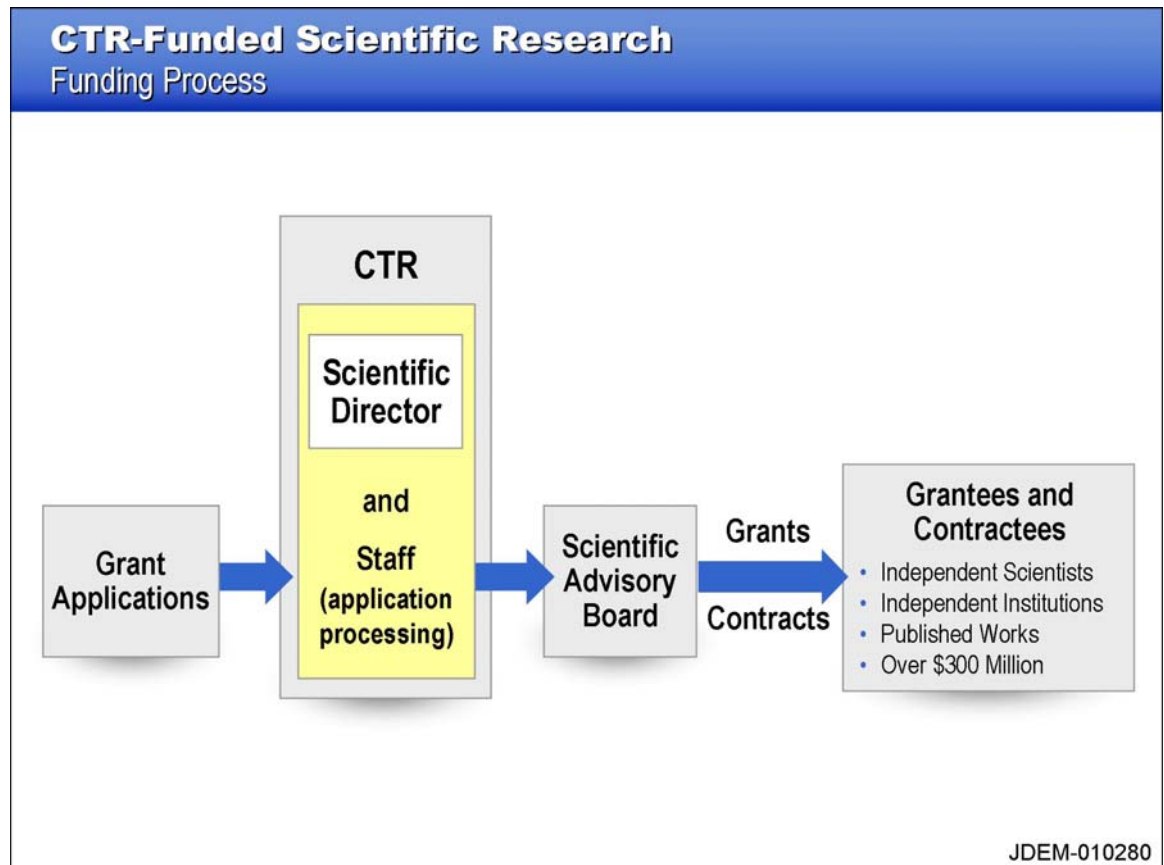 CTR-Funded Scientific Research
Funding Process
Grant
Applications
CTR
Scientific
Director
and
Staff
(application
processing)
Scientific
Advisory
Board
Grants
Contracts
Grantees and
Contractees
• Independent Scientists
• Independent Institutions
• Published Works
• Over $300 Million
JDEM-010280